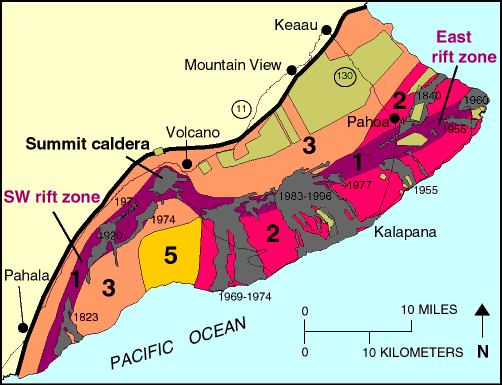 Keaau
East
rift zone
Mountain View
130
2
1840
1960
11
Pahoa
1955
Volcano
Summit caldera
3
1
1977
1955
SW rift zone
1971
1974
1983-1996
1920
2
Kalapana
5
Pahala
1
3
1969-1974
1823
0
10 MILES
0
10 KILOMETERS
N
PACIFIC OCEAN